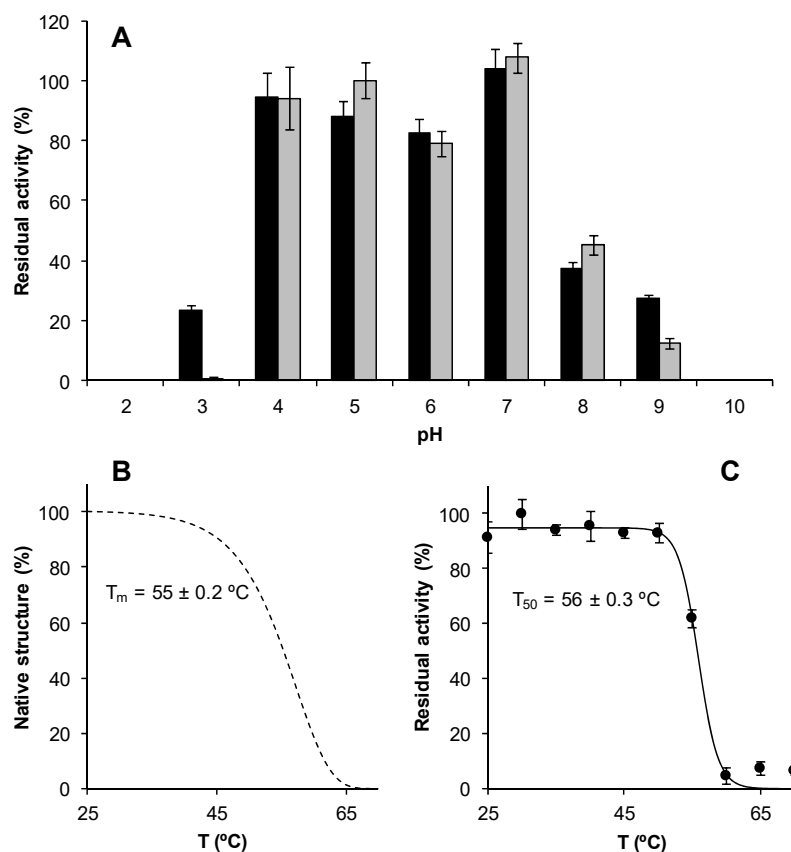 A
120
100
80
60
40
20
0
Residual activity (%)
2 3 4 5 6 7 8 9 10
pH
B
100
80
60
40
20
0
Native structure (%)
Tm = 55 ± 0.2 ºC
25 45 65
T (ºC)
C
100
80
60
40
20
0
Residual activity (%)
T50 = 56 ± 0.3 ºC
25 45 65
T (ºC)